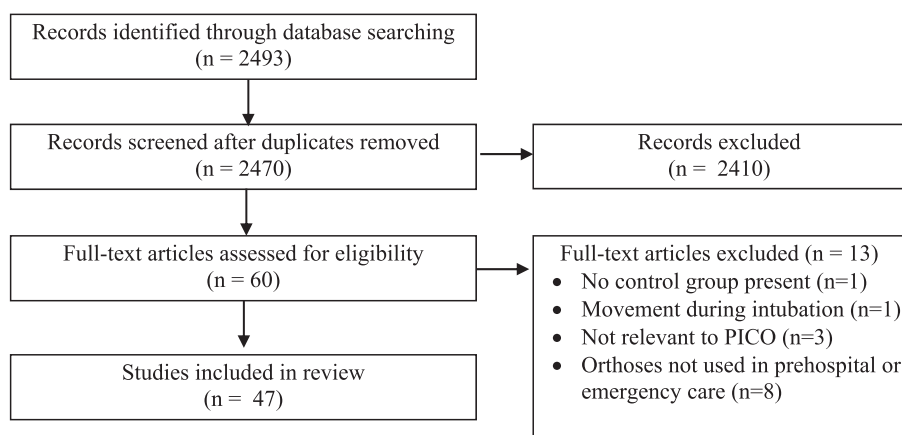 Records identified through database searching
(n = 2493)
Records screened after duplicates removed
(n = 2470)
Records excluded
(n = 2410)
Full-text articles assessed for eligibility
(n = 60)
Full-text articles excluded (n = 13)
• No control group present (n=1)
• Movement during intubation (n=1)
• Not relevant to PICO (n=3)
• Orthoses not used in prehospital or
emergency care (n=8)
Studies included in review
(n = 47)